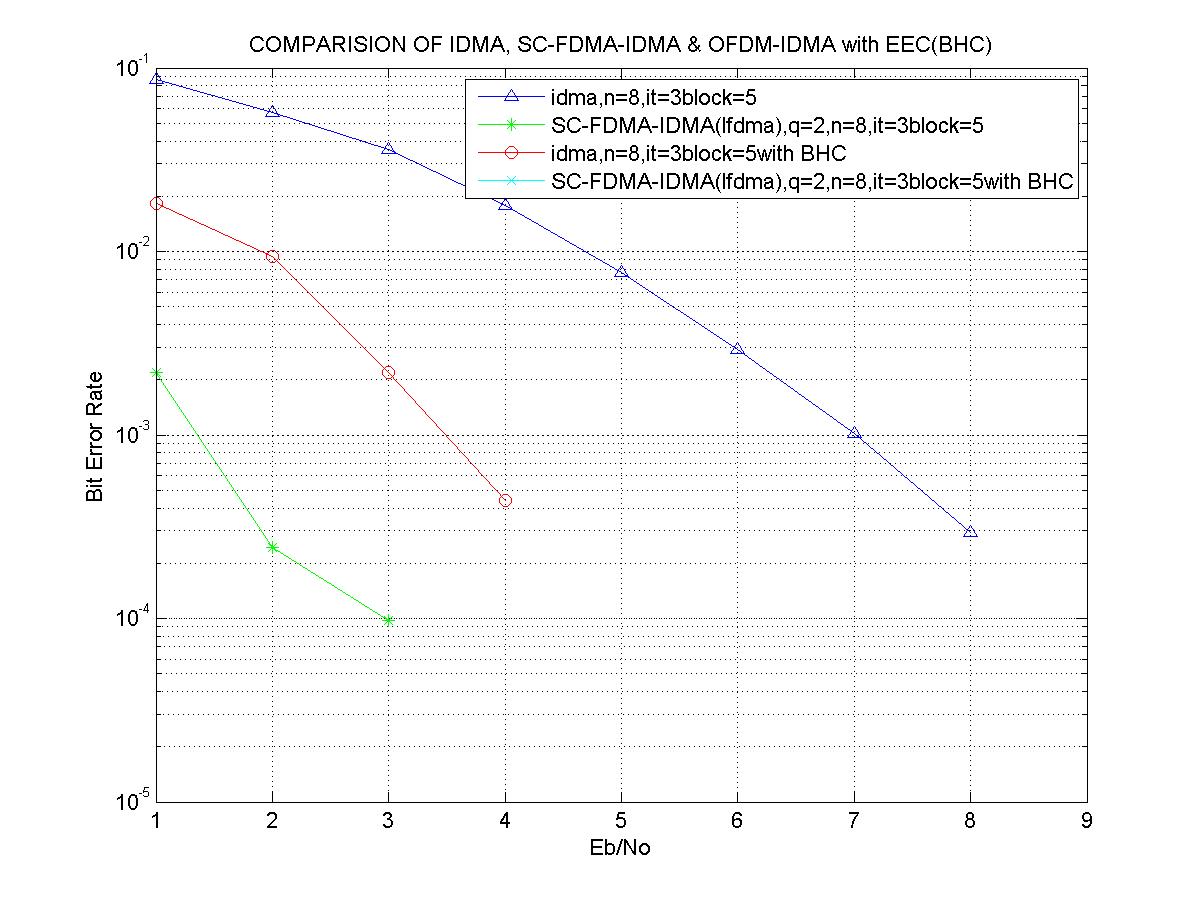 COMPARISION OF IDMA, SC-FDMA-IDMA & OFDM-IDMA with EEC(BHC)
idma,n=8,it=3block=5
SC-FDMA-IDMA(lfdma),q=2,n=8,it=3block=5
idma,n=8,it=3block=5with BHC
SC-FDMA-IDMA(lfdma),q=2,n=8,it=3block=5with BHC
Bit Error Rate
10^-1
10^-2
10^-3
10^-4
10^-5
1 2 3 4 5 6 7 8 9
Eb/No